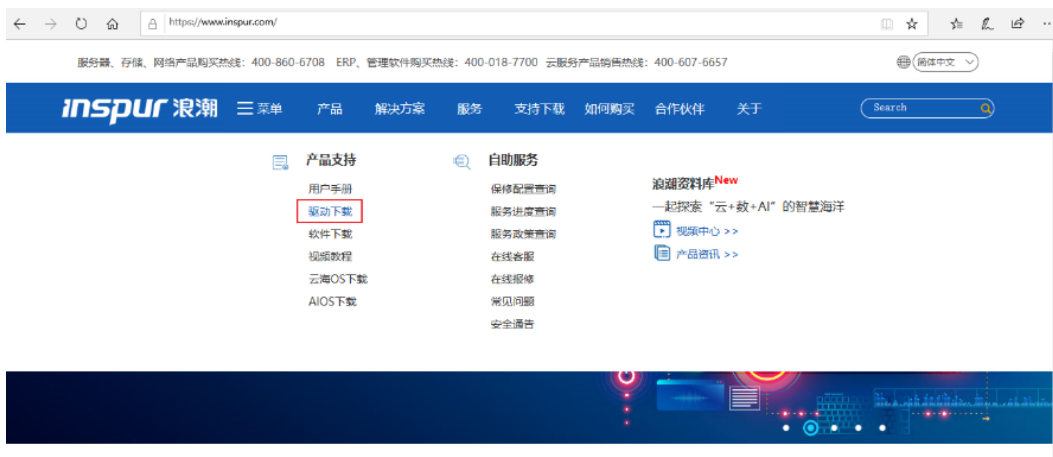 https://www.inspur.com/
服务器、存储、网络产品购买热线：400-860-6708 ERP、管理软件购买热线：400-018-7700 云服务产品销售热线：400-607-6657 简体中文
inspur 浪潮 菜单 产品 解决方案 服务 支持下载 如何购买 合作伙伴 关于 Search
产品支持
用户手册
驱动下载
软件下载
视频教程
云海OS下载
AIOS下载
自助服务
保修配置查询
服务进度查询
服务政策查询
在线客服
在线报修
常见问题
安全通告
浪潮资料库New
一起探索“云+数+AI”的智慧海洋
视频中心 >>
产品资讯 >>